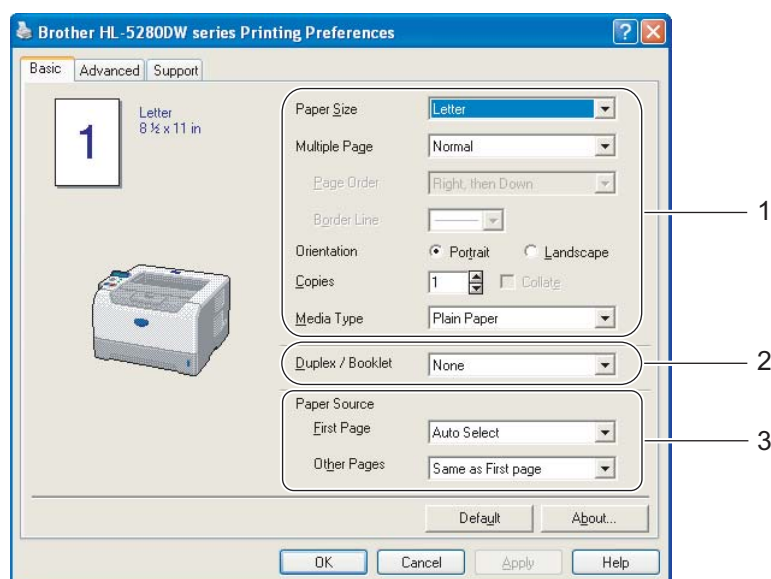 Brother HL-5280DW series Printing Preferences
Basic Advanced Support
1
Letter
8 ½ x 11 in
Paper Size Letter
Multiple Page Normal
Page Order Right, then Down
Border Line
Orientation Portrait Landscape
Copies 1 Collate
Media Type Plain Paper
1
Duplex / Booklet None
2
Paper Source
First Page Auto Select
Other Pages Same as First page
3
Default About...
OK Cancel Apply Help